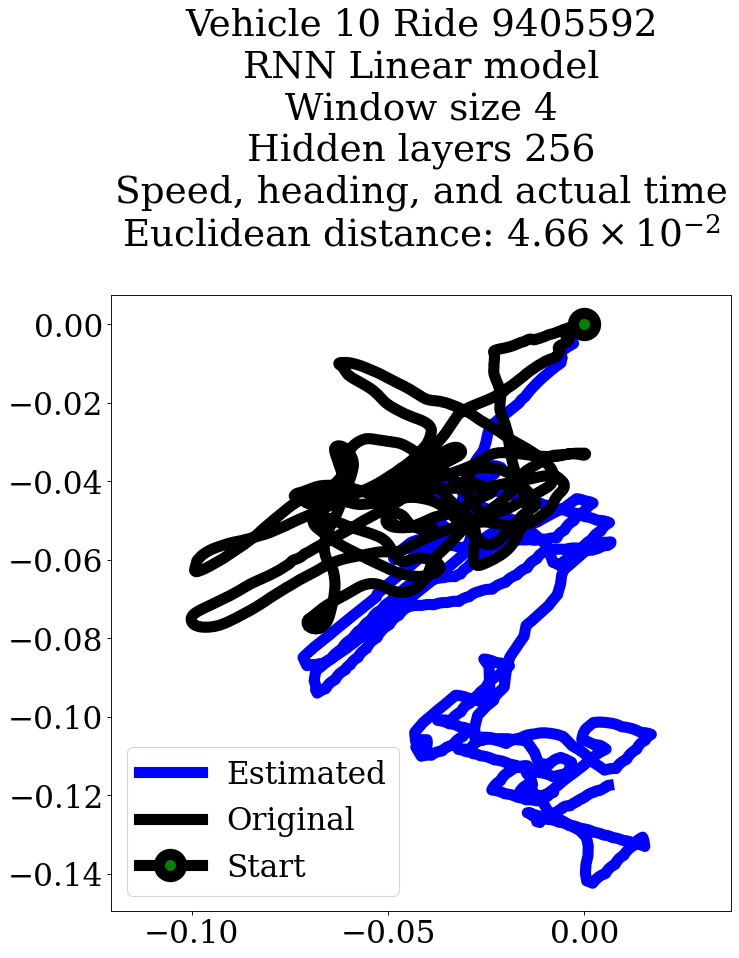 Vehicle 10 Ride 9405592
RNN Linear model
Window size 4
Hidden layers 256
Speed, heading, and actual time
Euclidean distance: 4.66 × 10⁻²
0.00
−0.02
−0.04
−0.06
−0.08
−0.10
−0.12
−0.14
Estimated
Original
Start
−0.10
−0.05
0.00